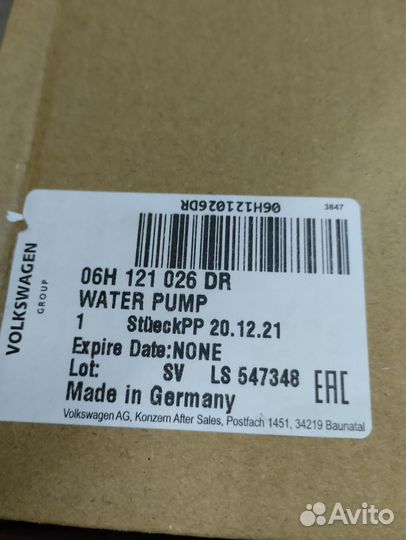 VOLKSWAGEN
GROUP
06H121026DR
3847
06H 121 026 DR
WATER PUMP
1 StüeckPP 20.12.21
Expire Date:NONE
Lot: SV LS 547348
Made in Germany
EAC
Volkswagen AG, Konzern After Sales, Postfach 1451, 34219 Baunatal
Avito